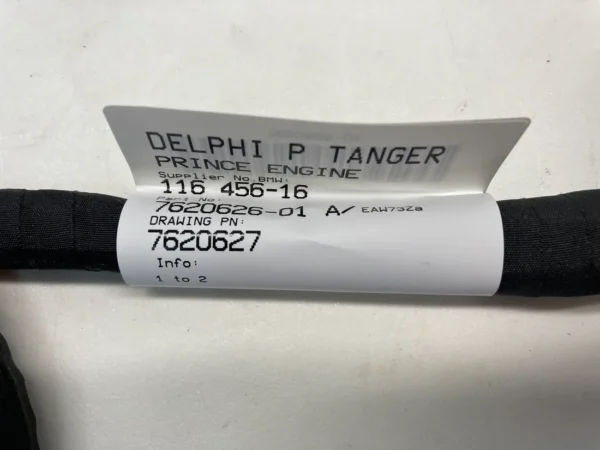 DELPHI P TANGER
PRINCE ENGINE
Supplier No.BMW:
116 456-16
Part No:
7620626-01 A/ EAW73Za
DRAWING PN:
7620627
Info:
1 to 2